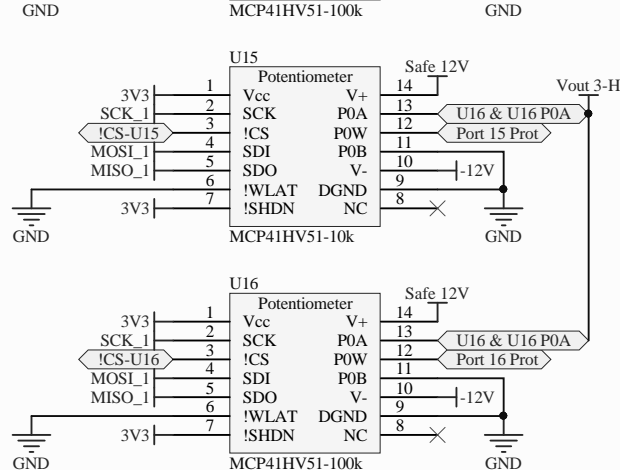 GND MCP41HV51-100k GND
U15
Potentiometer Safe 12V
3V3 1 Vcc V+ 14 Vout 3-H
SCK_1 2 SCK P0A 13 U16 & U16 P0A
!CS-U15 3 !CS P0W 12 Port 15 Prot
MOSI_1 4 SDI P0B 11
MISO_1 5 SDO V- 10 -12V
6 !WLAT DGND 9
3V3 7 !SHDN NC 8
GND MCP41HV51-10k GND
U16
Potentiometer Safe 12V
3V3 1 Vcc V+ 14
SCK_1 2 SCK P0A 13 U16 & U16 P0A
!CS-U16 3 !CS P0W 12 Port 16 Prot
MOSI_1 4 SDI P0B 11
MISO_1 5 SDO V- 10 -12V
6 !WLAT DGND 9
3V3 7 !SHDN NC 8
GND MCP41HV51-100k GND